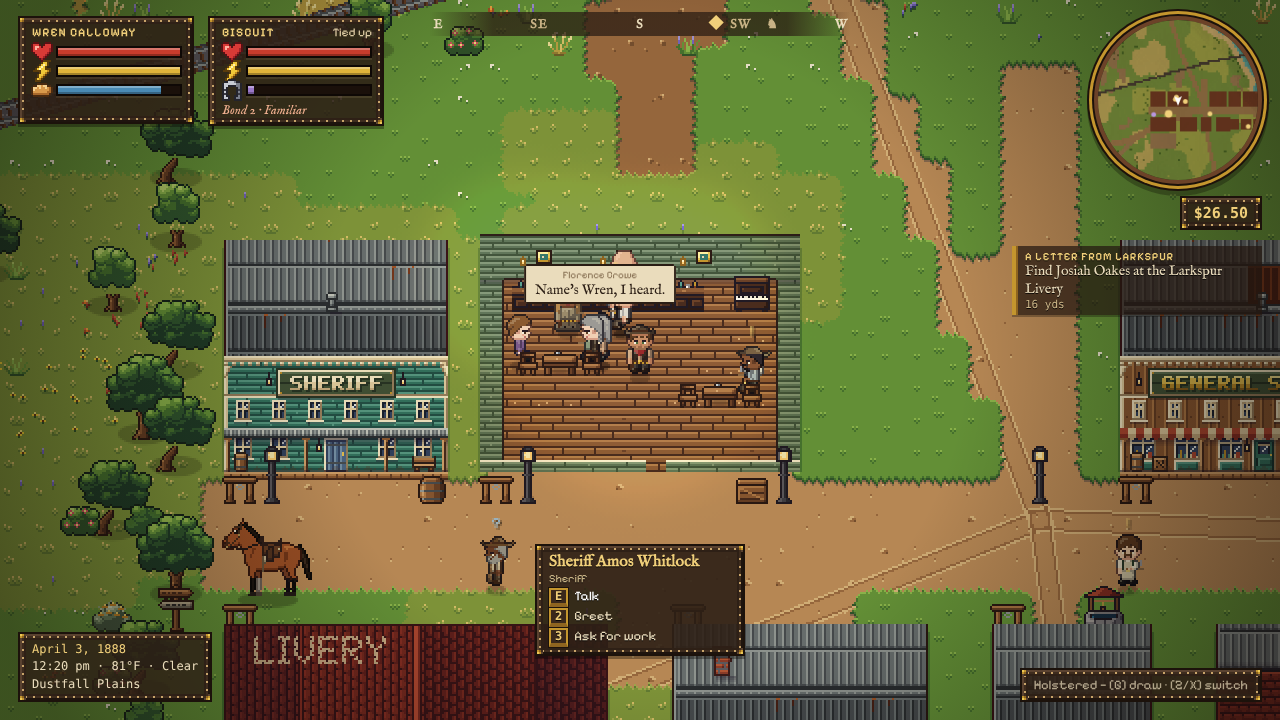 WREN CALLOWAY
BISCUIT Tied up
Bond 2 · Familiar
E SE S SW W
$26.50
A LETTER FROM LARKSPUR
Find Josiah Oakes at the Larkspur
Livery
16 yds
Florence Crowe
Name's Wren, I heard.
SHERIFF
GENERAL S
Sheriff Amos Whitlock
Sheriff
E Talk
2 Greet
3 Ask for work
LIVERY
April 3, 1888
12:20 pm · 81°F · Clear
Dustfall Plains
Holstered - (G) draw · (Z/X) switch